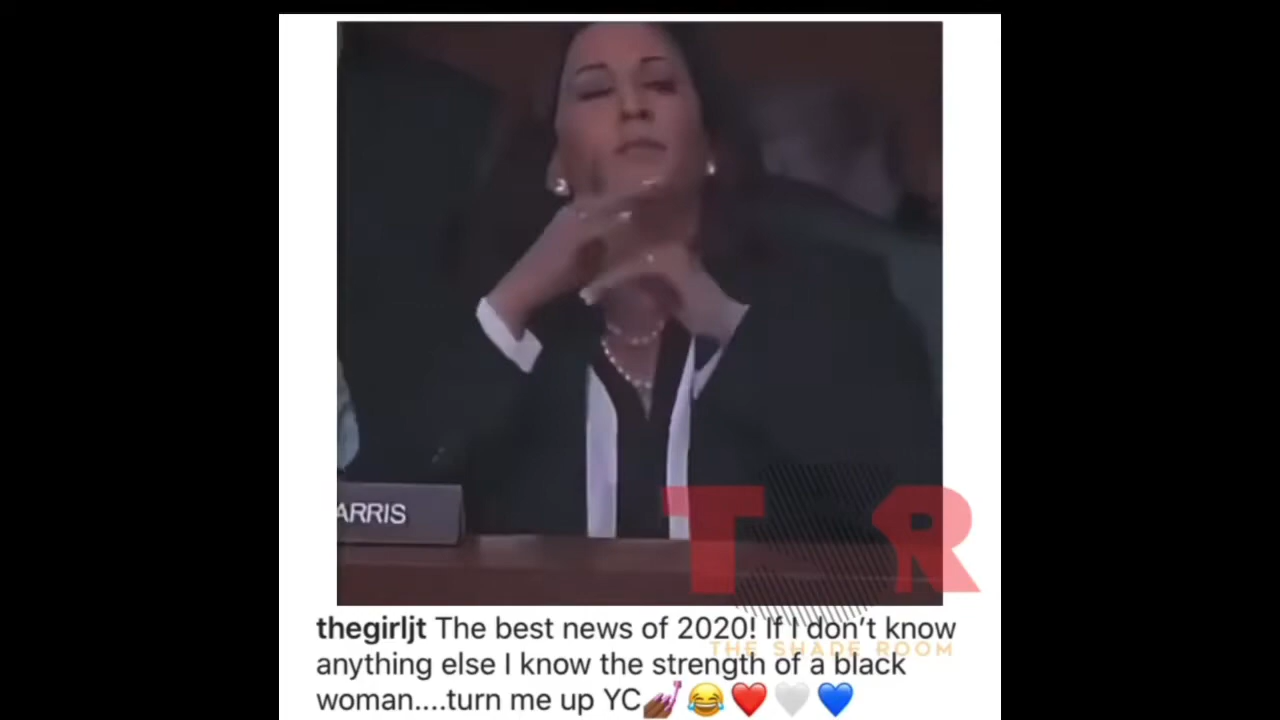 ARRIS
T R
THE SHADE ROOM
thegirljt The best news of 2020! If I don’t know
anything else I know the strength of a black
woman....turn me up YC💅🏾😂❤️🤍💙